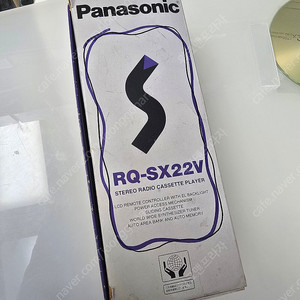 Panasonic
RQ-SX22V
STEREO RADIO CASSETTE PLAYER
LCD REMOTE CONTROLLER WITH EL BACKLIGHT
POWER ACCESS MECHANISM
SLIDING CASSETTE
WORLD WIDE SYNTHESIZER TUNER
AUTO AREA BANK AND AUTO MEMORY